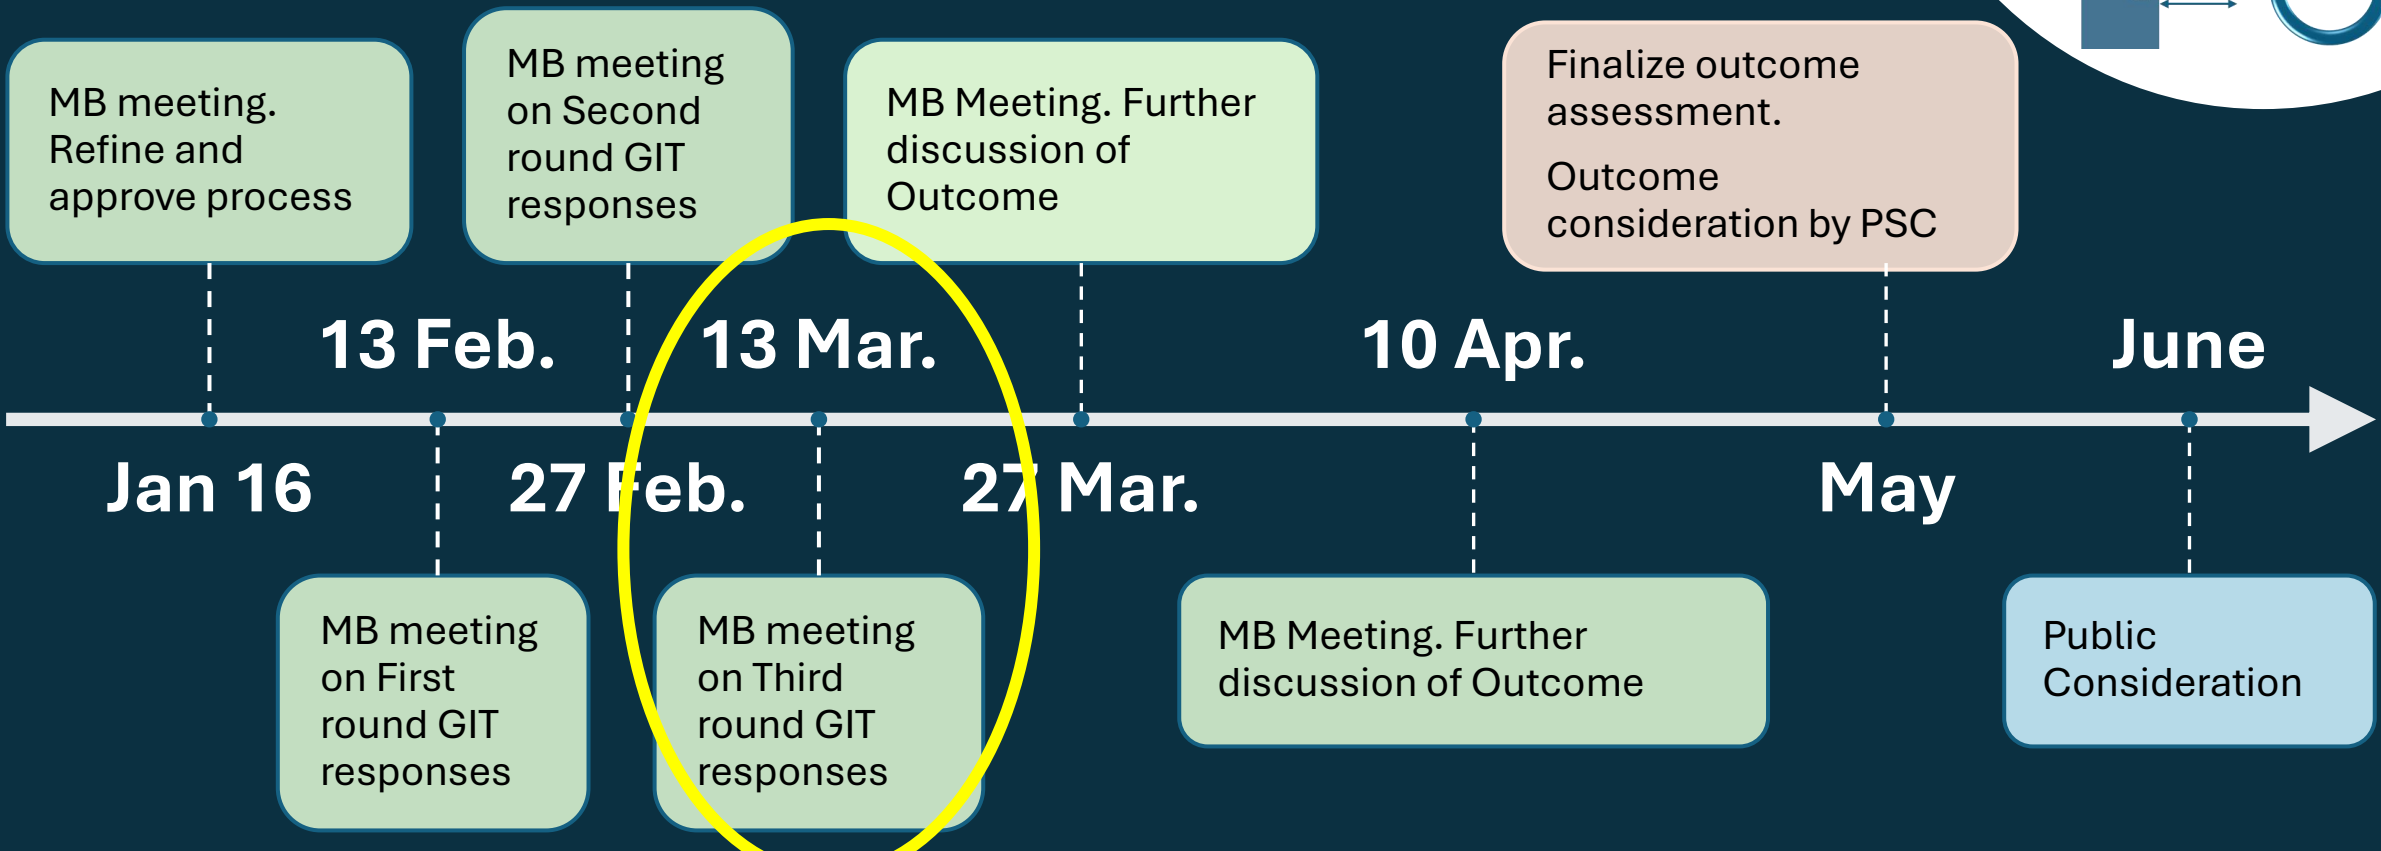 MB meeting.
Refine and
approve process
MB meeting
on Second
round GIT
responses
MB Meeting. Further
discussion of
Outcome
Finalize outcome
assessment.
Outcome
consideration by PSC
13 Feb.
13 Mar.
10 Apr.
June
Jan 16
27 Feb.
27 Mar.
May
MB meeting
on First
round GIT
responses
MB meeting
on Third
round GIT
responses
MB Meeting. Further
discussion of Outcome
Public
Consideration